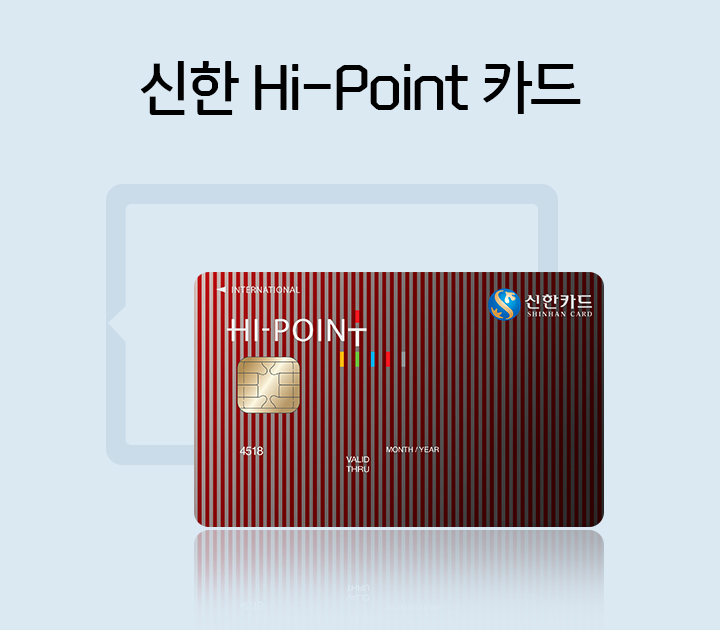 신한 Hi-Point 카드
INTERNATIONAL
신한카드
SHINHAN CARD
HI-POINT
4518
MONTH / YEAR
VALID
THRU